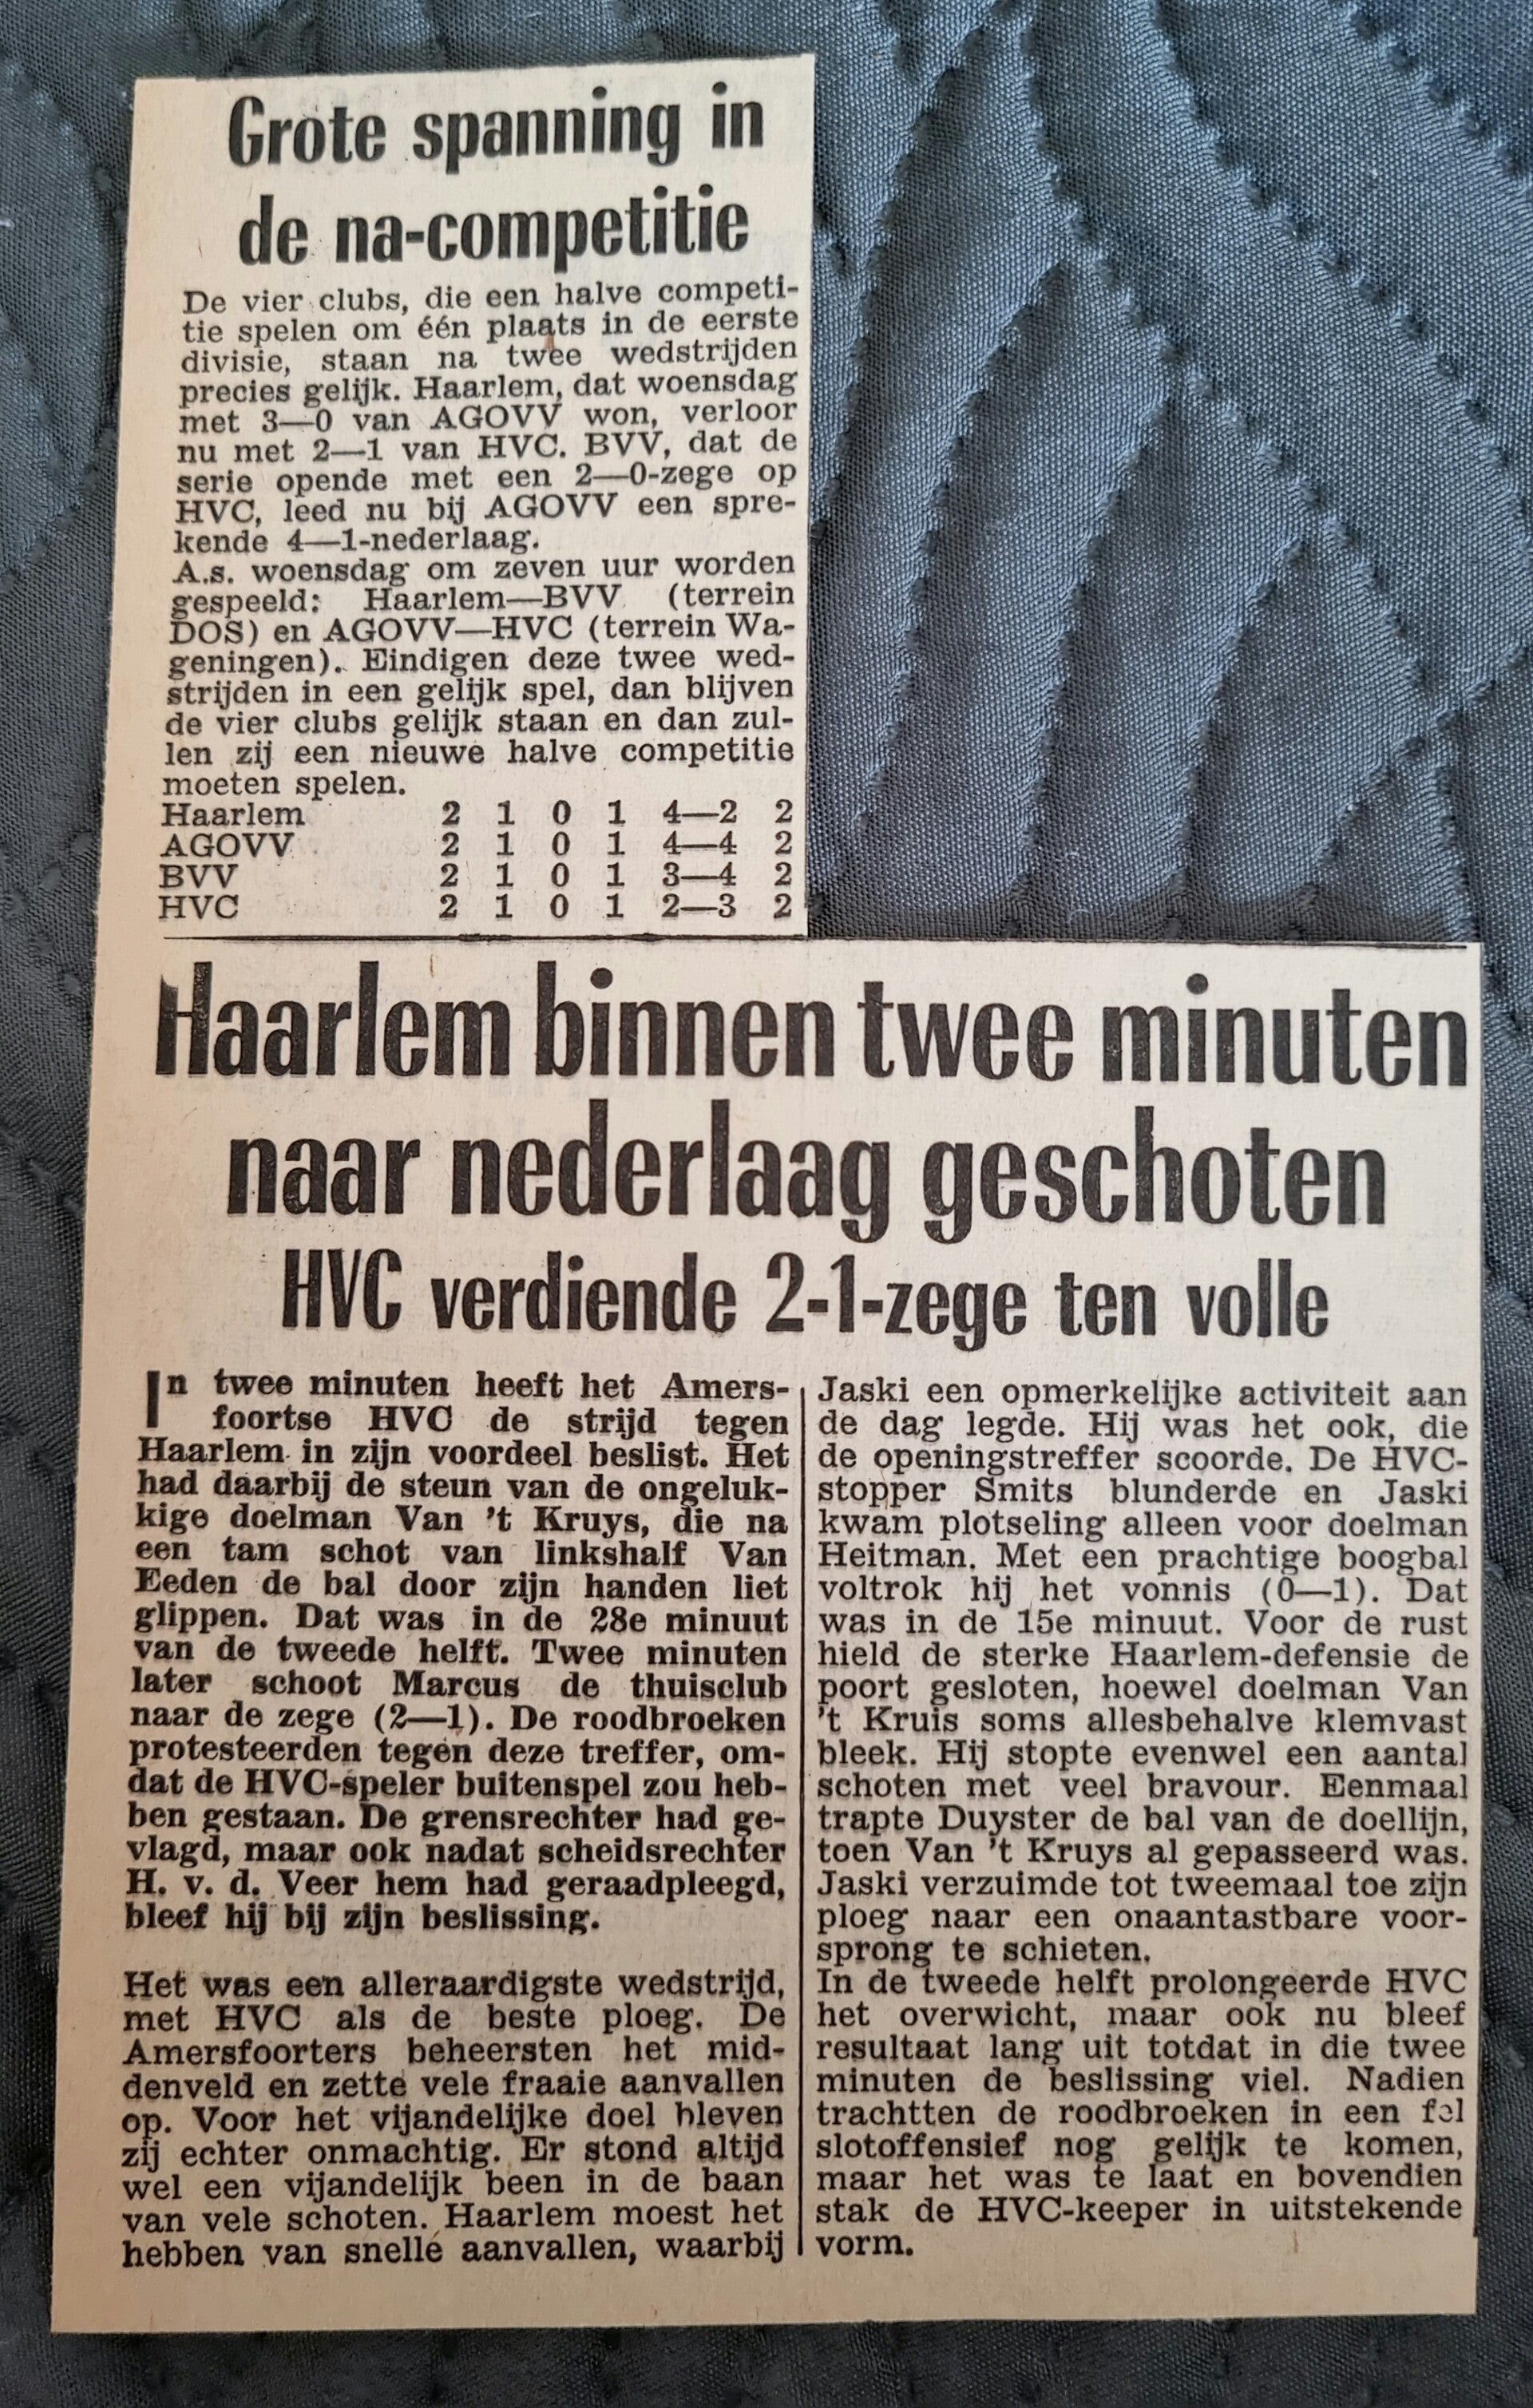 Grote spanning in
de na-competitie
De vier clubs, die een halve competi-
tie spelen om één plaats in de eerste
divisie, staan na twee wedstrijden
precies gelijk. Haarlem, dat woensdag
met 3—0 van AGOVV won, verloor
nu met 2—1 van HVC. BVV, dat de
serie opende met een 2—0-zege op
HVC, leed nu bij AGOVV een spre-
kende 4—1-nederlaag.
A.s. woensdag om zeven uur worden
gespeeld: Haarlem—BVV (terrein
DOS) en AGOVV—HVC (terrein Wa-
geningen). Eindigen deze twee wed-
strijden in een gelijk spel, dan blijven
de vier clubs gelijk staan en dan zul-
len zij een nieuwe halve competitie
moeten spelen.
Haarlem 2 1 0 1 4—2 2
AGOVV 2 1 0 1 4—4 2
BVV 2 1 0 1 3—4 2
HVC 2 1 0 1 2—3 2
Haarlem binnen twee minuten
naar nederlaag geschoten
HVC verdiende 2-1-zege ten volle
In twee minuten heeft het Amers-
foortse HVC de strijd tegen
Haarlem in zijn voordeel beslist. Het
had daarbij de steun van de ongeluk-
kige doelman Van 't Kruys, die na
een tam schot van linkshalf Van
Eeden de bal door zijn handen liet
glippen. Dat was in de 28e minuut
van de tweede helft. Twee minuten
later schoot Marcus de thuisclub
naar de zege (2—1). De roodbroeken
protesteerden tegen deze treffer, om-
dat de HVC-speler buitenspel zou heb-
ben gestaan. De grensrechter had ge-
vlagd, maar ook nadat scheidsrechter
H. v. d. Veer hem had geraadpleegd,
bleef hij bij zijn beslissing.
Het was een alleraardigste wedstrijd,
met HVC als de beste ploeg. De
Amersfoorters beheersten het mid-
denveld en zette vele fraaie aanvallen
op. Voor het vijandelijke doel bleven
zij echter onmachtig. Er stond altijd
wel een vijandelijk been in de baan
van vele schoten. Haarlem moest het
hebben van snelle aanvallen, waarbij
Jaski een opmerkelijke activiteit aan
de dag legde. Hij was het ook, die
de openingstreffer scoorde. De HVC-
stopper Smits blunderde en Jaski
kwam plotseling alleen voor doelman
Heitman. Met een prachtige boogbal
voltrok hij het vonnis (0—1). Dat
was in de 15e minuut. Voor de rust
hield de sterke Haarlem-defensie de
poort gesloten, hoewel doelman Van
't Kruis soms allesbehalve klemvast
bleek. Hij stopte evenwel een aantal
schoten met veel bravour. Eenmaal
trapte Duyster de bal van de doellijn,
toen Van 't Kruys al gepasseerd was.
Jaski verzuimde tot tweemaal toe zijn
ploeg naar een onaantastbare voor-
sprong te schieten.
In de tweede helft prolongeerde HVC
het overwicht, maar ook nu bleef
resultaat lang uit totdat in die twee
minuten de beslissing viel. Nadien
trachtten de roodbroeken in een fel
slotoffensief nog gelijk te komen,
maar het was te laat en bovendien
stak de HVC-keeper in uitstekende
vorm.